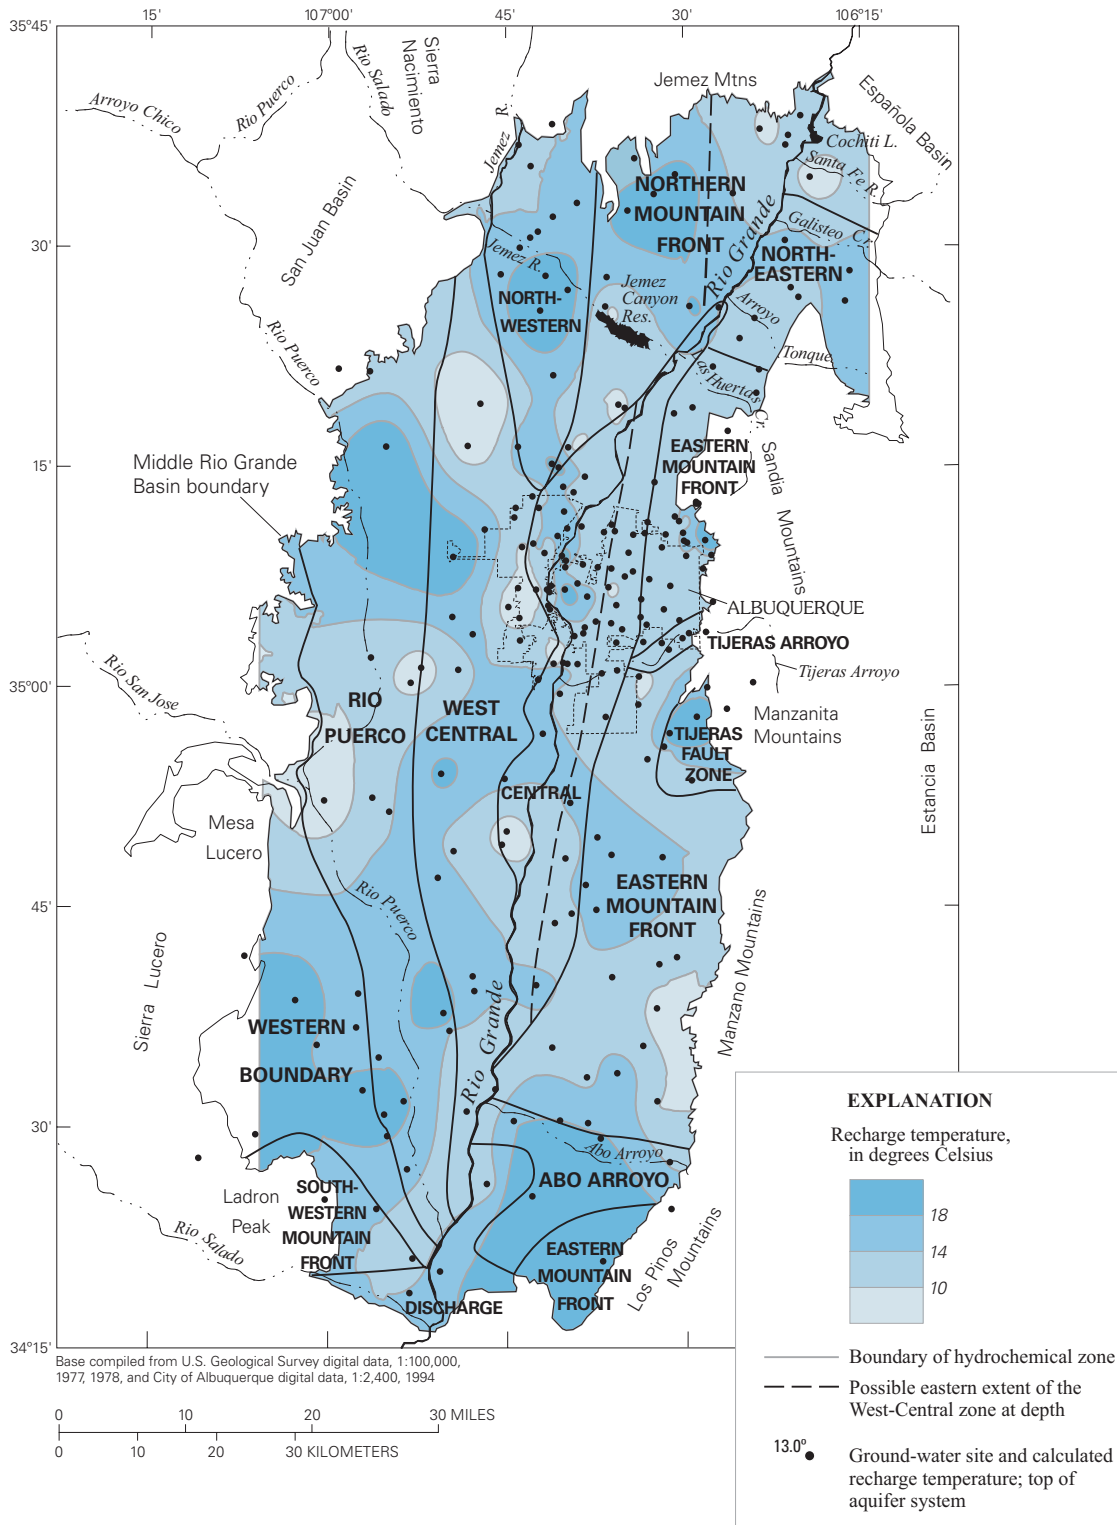 15'
107°00'
45'
30'
106°15'
35°45'
30'
15'
35°00'
45'
30'
34°15'
Arroyo Chico
Rio Puerco
Rio Salado
Sierra
Nacimiento
Jemez R.
Jemez Mtns
Española Basin
Cochiti L.
Santa Fe R.
Galisteo Cr.
San Juan Basin
NORTHERN
MOUNTAIN
FRONT
Rio Grande
NORTH-
EASTERN
Jemez R.
NORTH-
WESTERN
Jemez
Canyon
Res.
Arroyo
Tonque
Las Huertas Cr.
Rio Puerco
Middle Rio Grande
Basin boundary
EASTERN
MOUNTAIN
FRONT
Sandia Mountains
ALBUQUERQUE
TIJERAS ARROYO
Tijeras Arroyo
Rio San Jose
RIO
PUERCO
WEST
CENTRAL
Manzanita
Mountains
TIJERAS
FAULT
ZONE
Estancia Basin
CENTRAL
Mesa
Lucero
EASTERN
MOUNTAIN
FRONT
Rio Puerco
Manzano Mountains
Sierra Lucero
WESTERN
BOUNDARY
Rio Grande
Abo Arroyo
ABO ARROYO
Ladron
Peak
SOUTH-
WESTERN
MOUNTAIN
FRONT
Rio Salado
EASTERN
MOUNTAIN
FRONT
Los Pinos
Mountains
DISCHARGE
Base compiled from U.S. Geological Survey digital data, 1:100,000,
1977, 1978, and City of Albuquerque digital data, 1:2,400, 1994
0 10 20 30 MILES
0 10 20 30 KILOMETERS
EXPLANATION
Recharge temperature,
in degrees Celsius
18
14
10
Boundary of hydrochemical zone
Possible eastern extent of the
West-Central zone at depth
13.0°
Ground-water site and calculated
recharge temperature; top of
aquifer system